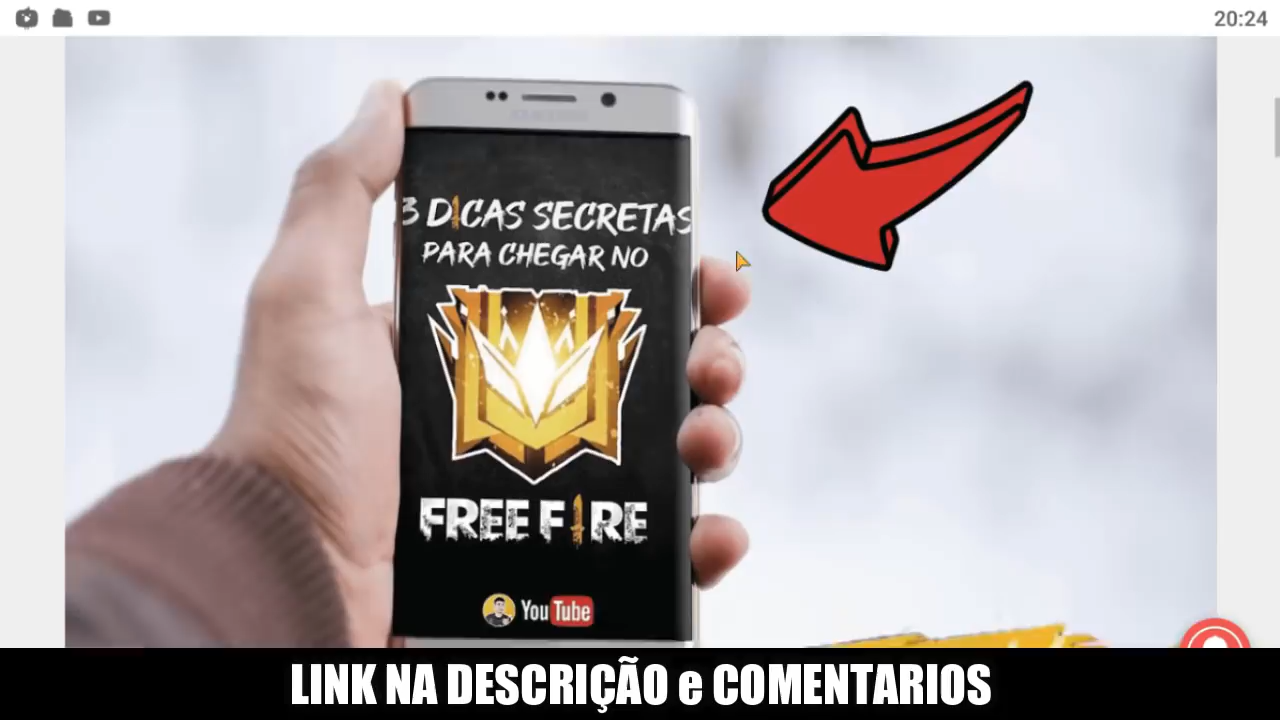 20:24
3 DICAS SECRETAS
PARA CHEGAR NO
FREE FIRE
YouTube
LINK NA DESCRIÇÃO e COMENTARIOS